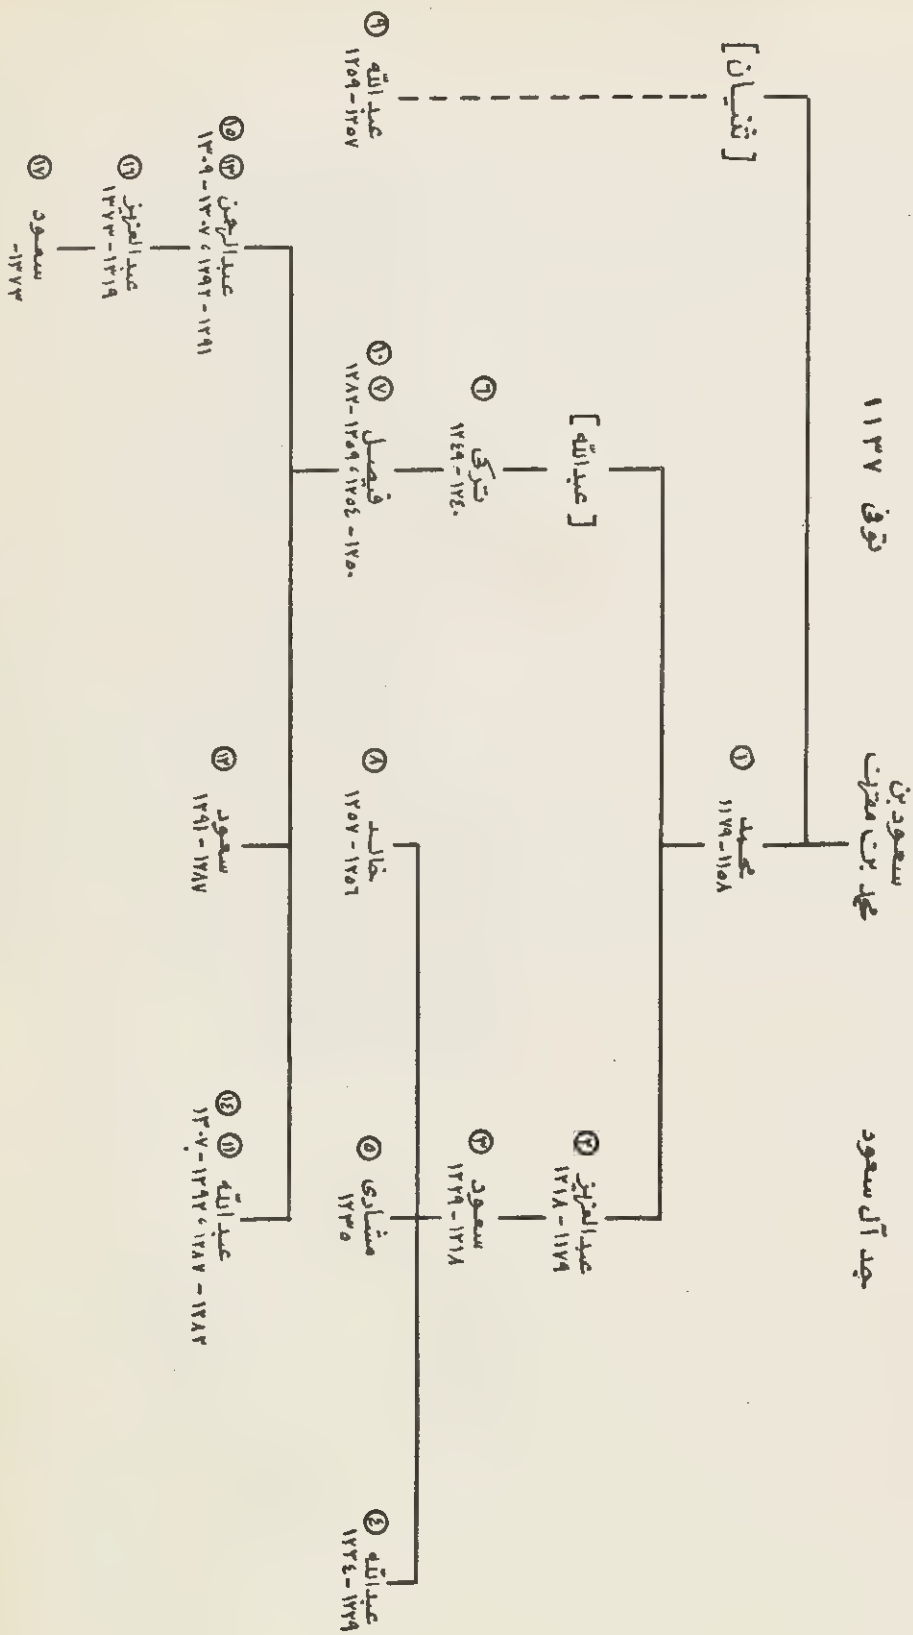 جد آل سعود
سعود بن
محمد بن مقرن
توفى ١١٣٧
[ثنيان]
① محمد
١١٥٨-١١٧٩
[عبدالله]
② عبدالعزيز
١١٧٩-١٢١٨
⑥ تركى
١٢٤٠-١٢٤٩
③ سعود
١٢١٨-١٢٢٩
④ عبدالله
١٢٢٩-١٢٣٤
⑤ مشارى
١٢٣٥
⑧ خالد
١٢٥٦-١٢٥٧
⑦ ⑩ فيصل
١٢٥٠-١٢٥٤، ١٢٥٩-١٢٨٢
⑨ عبدالله
١٢٥٧-١٢٥٩
⑪ ⑭ عبدالله
١٢٨٢-١٢٨٧، ١٢٩٢-١٣٠٧
⑫ سعود
١٢٨٧-١٢٩١
⑬ ⑮ عبدالرحمن
١٢٩١-١٢٩٢، ١٣٠٧-١٣٠٩
⑯ عبدالعزيز
١٣١٩-١٣٧٣
⑰ سعود
١٣٧٣-